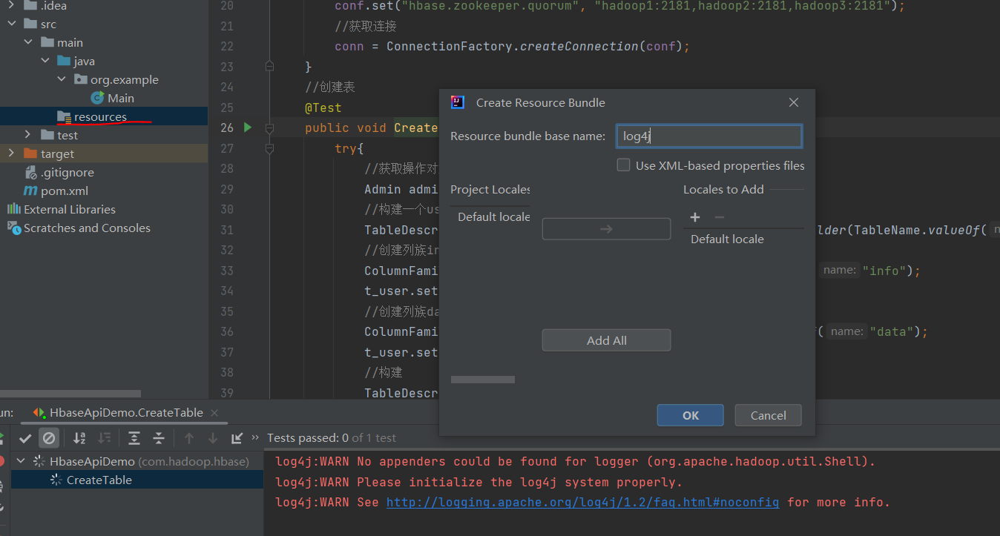 .idea
src
main
java
org.example
Main
resources
test
target
.gitignore
pom.xml
External Libraries
Scratches and Consoles
20 conf.set("hbase.zookeeper.quorum", "hadoop1:2181,hadoop2:2181,hadoop3:2181");
21 //获取连接
22 conn = ConnectionFactory.createConnection(conf);
23 }
24 //创建表
25 @Test
26 public void Create
27 try{
28 //获取操作对
29 Admin admi
30 //构建一个us
31 TableDescr lder(TableName.valueOf(
32 //创建列族in
33 ColumnFami name: "info");
34 t_user.set
35 //创建列族da
36 ColumnFami f( name: "data");
37 t_user.set
38 //构建
39 TableDescr
Create Resource Bundle
Resource bundle base name: log4j
Use XML-based properties files
Project Locales
Default locale
Locales to Add
Default locale
Add All
OK Cancel
un: HbaseApiDemo.CreateTable
Tests passed: 0 of 1 test
HbaseApiDemo (com.hadoop.hbase)
CreateTable
log4j:WARN No appenders could be found for logger (org.apache.hadoop.util.Shell).
log4j:WARN Please initialize the log4j system properly.
log4j:WARN See http://logging.apache.org/log4j/1.2/faq.html#noconfig for more info.